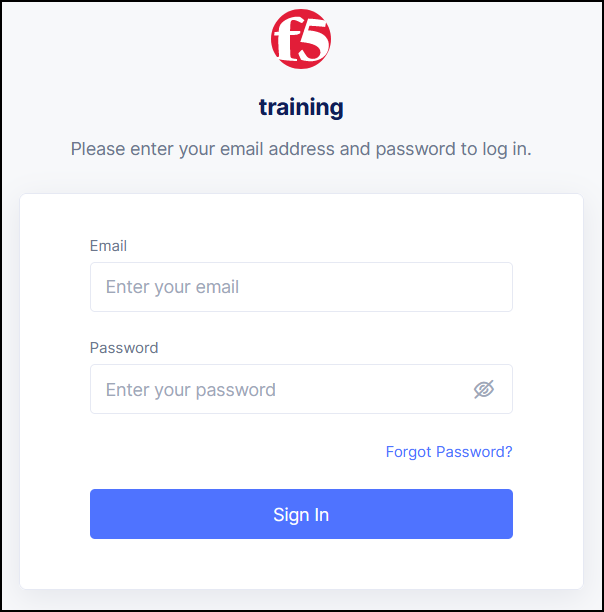 f5
training
Please enter your email address and password to log in.
Email
Enter your email
Password
Enter your password
Forgot Password?
Sign In